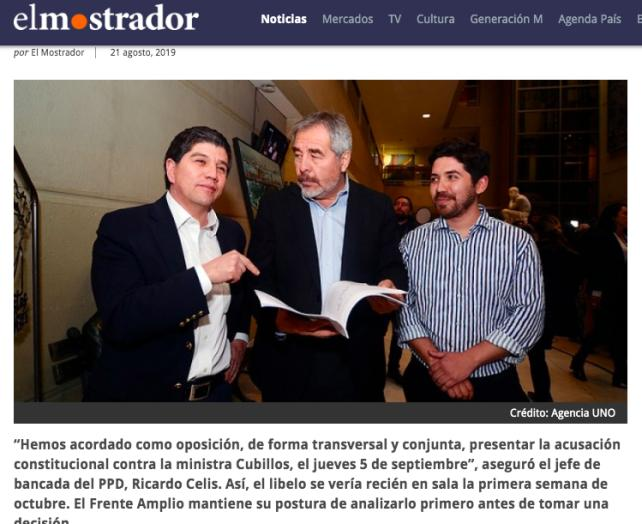 elmostrador
Noticias Mercados TV Cultura Generación M Agenda País
por El Mostrador | 21 agosto, 2019
Crédito: Agencia UNO
“Hemos acordado como oposición, de forma transversal y conjunta, presentar la acusación
constitucional contra la ministra Cubillos, el jueves 5 de septiembre”, aseguró el jefe de
bancada del PPD, Ricardo Celis. Así, el libelo se vería recién en sala la primera semana de
octubre. El Frente Amplio mantiene su postura de analizarlo primero antes de tomar una
decisión